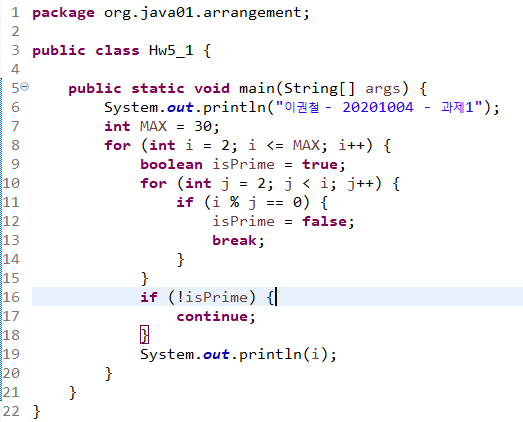 1 package org.java01.arrangement;
2
3 public class Hw5_1 {
4
5     public static void main(String[] args) {
6         System.out.println("이권철 - 20201004 - 과제1");
7         int MAX = 30;
8         for (int i = 2; i <= MAX; i++) {
9             boolean isPrime = true;
10             for (int j = 2; j < i; j++) {
11                 if (i % j == 0) {
12                     isPrime = false;
13                     break;
14                 }
15             }
16             if (!isPrime) {
17                 continue;
18             }
19             System.out.println(i);
20         }
21     }
22 }